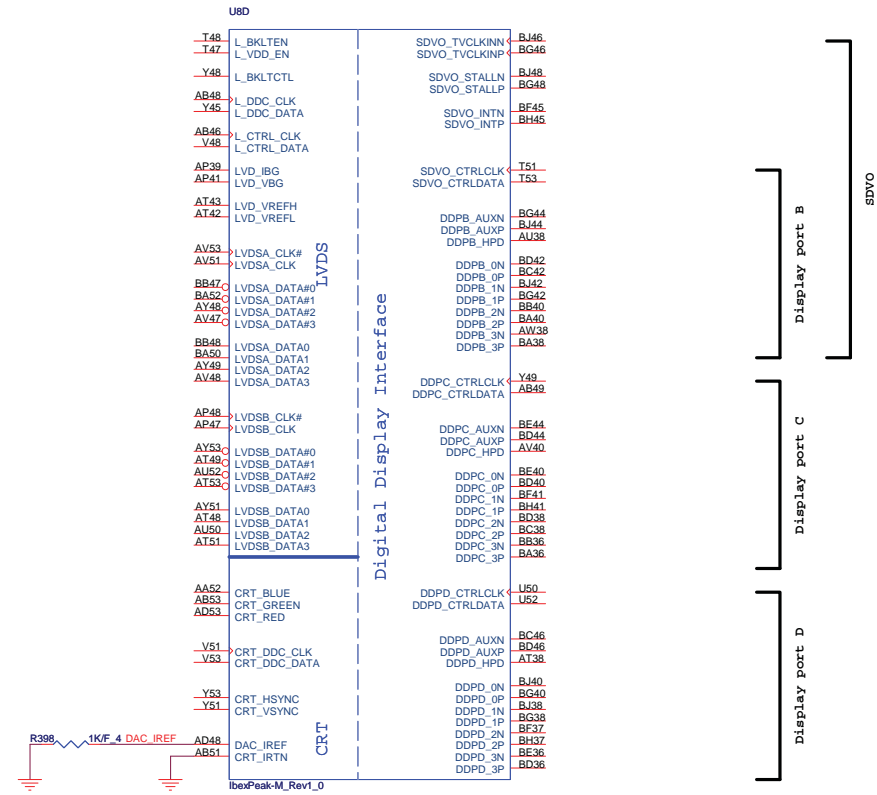 U8D
T48 L_BKLTEN
T47 L_VDD_EN
Y48 L_BKLTCTL
AB48 L_DDC_CLK
Y45 L_DDC_DATA
AB46 L_CTRL_CLK
V48 L_CTRL_DATA
AP39 LVD_IBG
AP41 LVD_VBG
AT43 LVD_VREFH
AT42 LVD_VREFL
AV53 LVDSA_CLK#
AV51 LVDSA_CLK
BB47 LVDSA_DATA#0
BA52 LVDSA_DATA#1
AY48 LVDSA_DATA#2
AV47 LVDSA_DATA#3
BB48 LVDSA_DATA0
BA50 LVDSA_DATA1
AY49 LVDSA_DATA2
AV48 LVDSA_DATA3
AP48 LVDSB_CLK#
AP47 LVDSB_CLK
AY53 LVDSB_DATA#0
AT49 LVDSB_DATA#1
AU52 LVDSB_DATA#2
AT53 LVDSB_DATA#3
AY51 LVDSB_DATA0
AT48 LVDSB_DATA1
AU50 LVDSB_DATA2
AT51 LVDSB_DATA3
LVDS
AA52 CRT_BLUE
AB53 CRT_GREEN
AD53 CRT_RED
V51 CRT_DDC_CLK
V53 CRT_DDC_DATA
Y53 CRT_HSYNC
Y51 CRT_VSYNC
R398 1K/F_4 DAC_IREF AD48 DAC_IREF
AB51 CRT_IRTN
CRT
IbexPeak-M_Rev1_0
Digital Display Interface
SDVO_TVCLKINN BJ46
SDVO_TVCLKINP BG46
SDVO_STALLN BJ48
SDVO_STALLP BG48
SDVO_INTN BF45
SDVO_INTP BH45
SDVO_CTRLCLK T51
SDVO_CTRLDATA T53
DDPB_AUXN BG44
DDPB_AUXP BJ44
DDPB_HPD AU38
DDPB_0N BD42
DDPB_0P BC42
DDPB_1N BJ42
DDPB_1P BG42
DDPB_2N BB40
DDPB_2P BA40
DDPB_3N AW38
DDPB_3P BA38
DDPC_CTRLCLK Y49
DDPC_CTRLDATA AB49
DDPC_AUXN BE44
DDPC_AUXP BD44
DDPC_HPD AV40
DDPC_0N BE40
DDPC_0P BD40
DDPC_1N BF41
DDPC_1P BH41
DDPC_2N BD38
DDPC_2P BC38
DDPC_3N BB36
DDPC_3P BA36
DDPD_CTRLCLK U50
DDPD_CTRLDATA U52
DDPD_AUXN BC46
DDPD_AUXP BD46
DDPD_HPD AT38
DDPD_0N BJ40
DDPD_0P BG40
DDPD_1N BJ38
DDPD_1P BG38
DDPD_2N BF37
DDPD_2P BH37
DDPD_3N BE36
DDPD_3P BD36
Display port B
Display port C
Display port D
SDVO